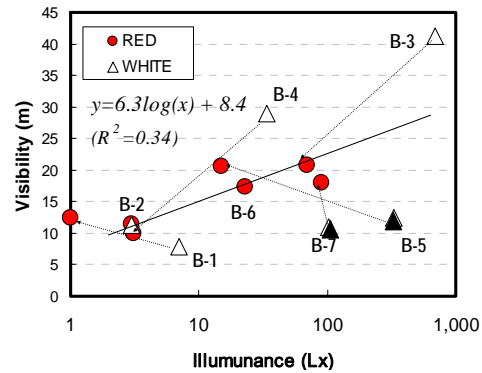 45
40
35
30
25
20
15
10
5
0
Visibility (m)
RED
WHITE
y=6.3log(x) + 8.4
(R²=0.34)
B-3
B-4
B-2
B-6
B-1
B-7
B-5
1 10 100 1,000
Illumunance (Lx)